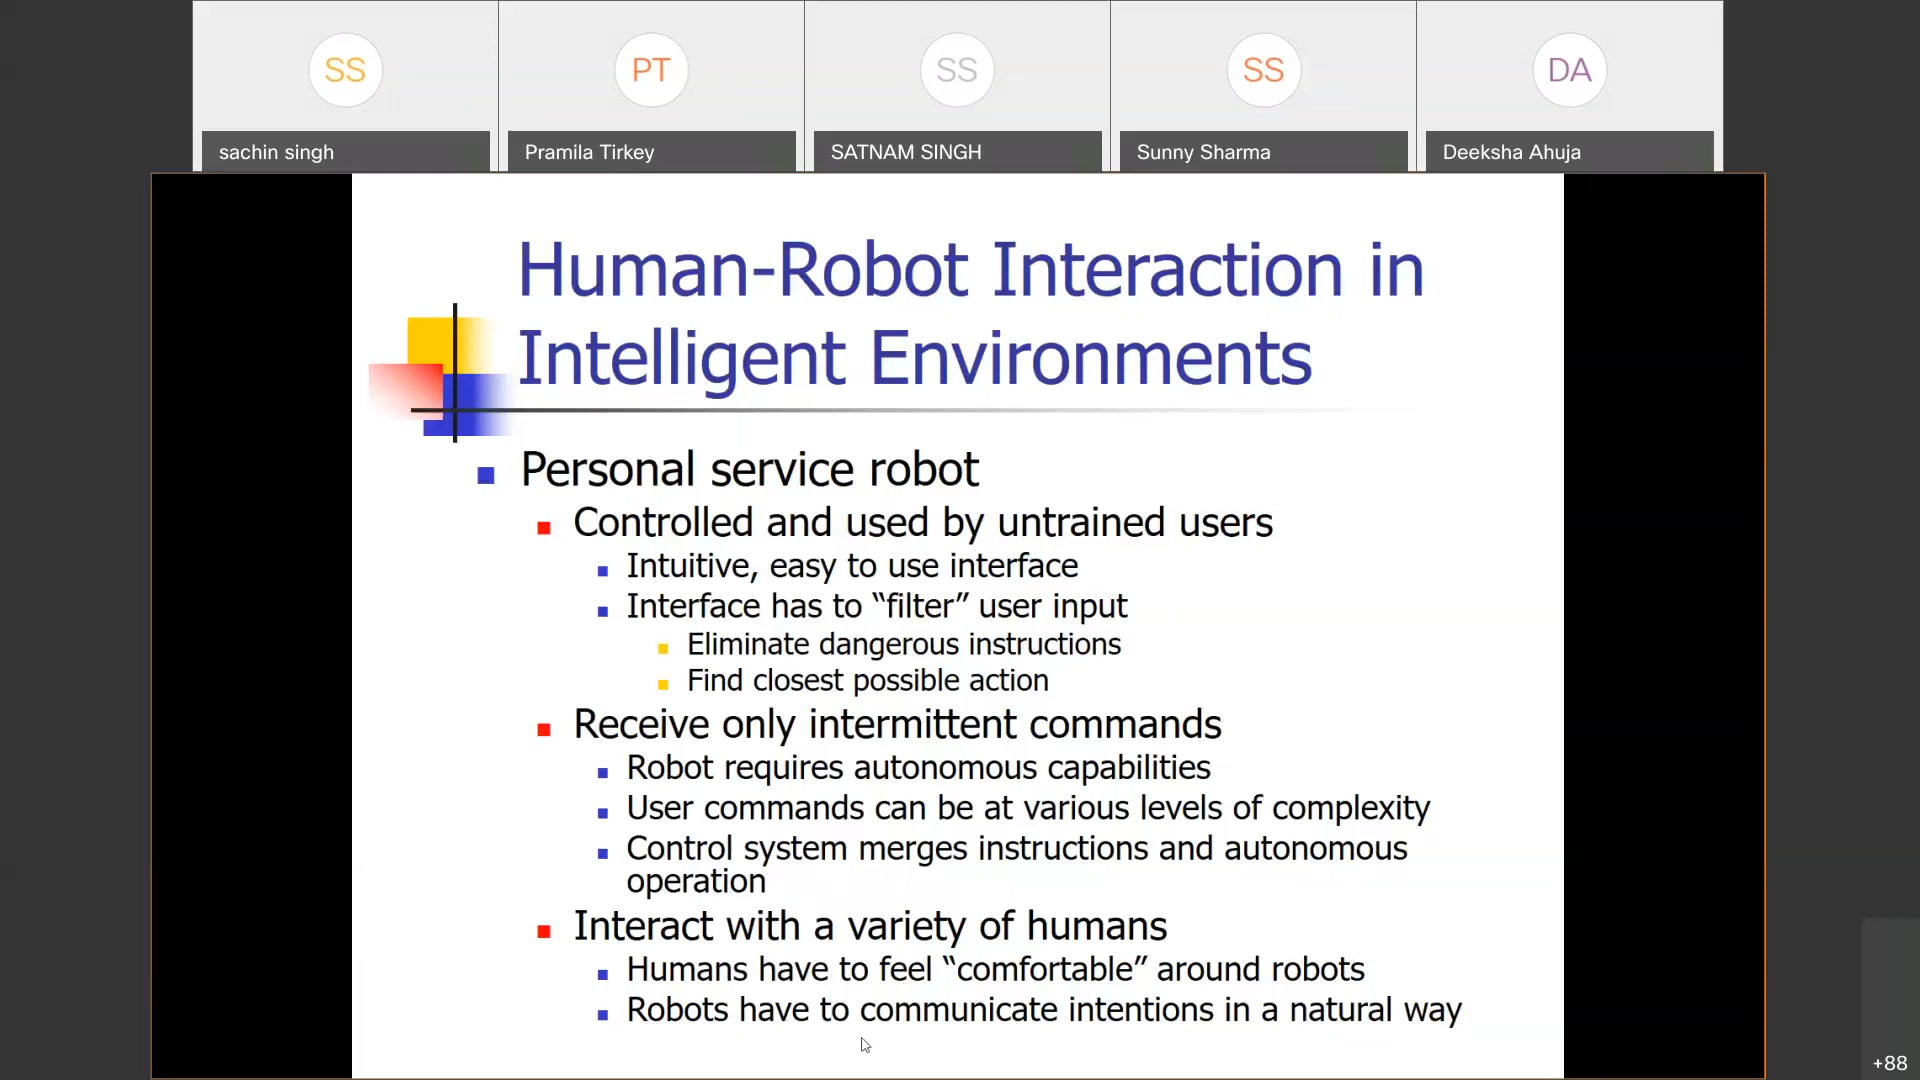 SS
PT
SS
SS
DA
sachin singh
Pramila Tirkey
SATNAM SINGH
Sunny Sharma
Deeksha Ahuja
Human-Robot Interaction in
Intelligent Environments
Personal service robot
Controlled and used by untrained users
Intuitive, easy to use interface
Interface has to “filter” user input
Eliminate dangerous instructions
Find closest possible action
Receive only intermittent commands
Robot requires autonomous capabilities
User commands can be at various levels of complexity
Control system merges instructions and autonomous
operation
Interact with a variety of humans
Humans have to feel “comfortable” around robots
Robots have to communicate intentions in a natural way
+88